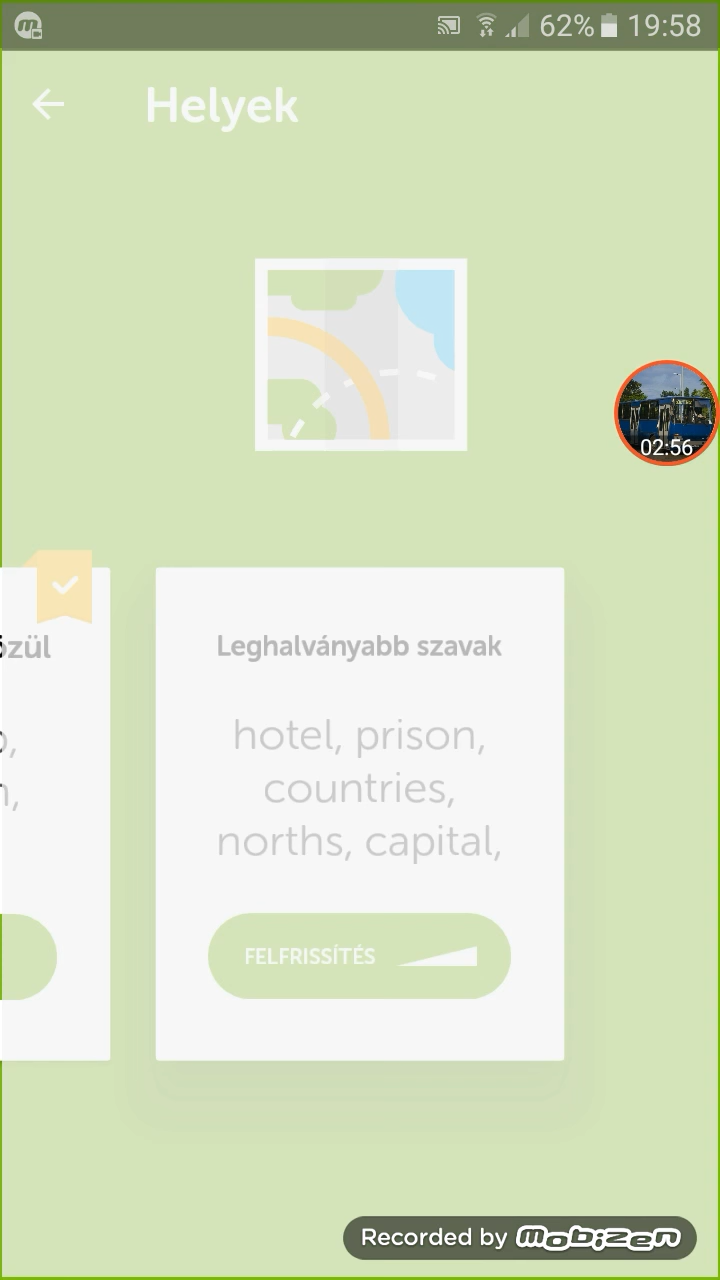 62% 19:58
Helyek
02:56
zül
Leghalványabb szavak
hotel, prison,
countries,
norths, capital,
FELFRISSÍTÉS
Recorded by mobizen